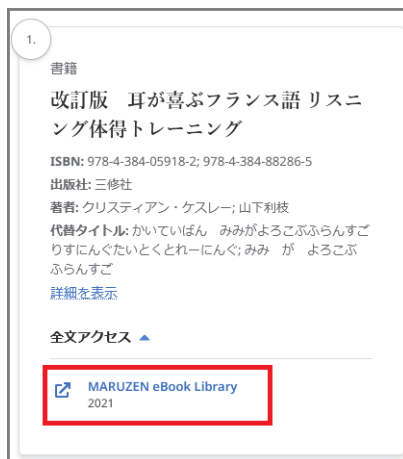 1.
書籍
改訂版　耳が喜ぶフランス語 リスニ
ング体得トレーニング
ISBN: 978-4-384-05918-2; 978-4-384-88286-5
出版社: 三修社
著者: クリスティアン・ケスレー; 山下利枝
代替タイトル: かいていばん　みみがよろこぶふらんすご
りすにんぐたいとくとれーにんぐ; みみ　が　よろこぶ
ふらんすご
詳細を表示
全文アクセス
MARUZEN eBook Library
2021